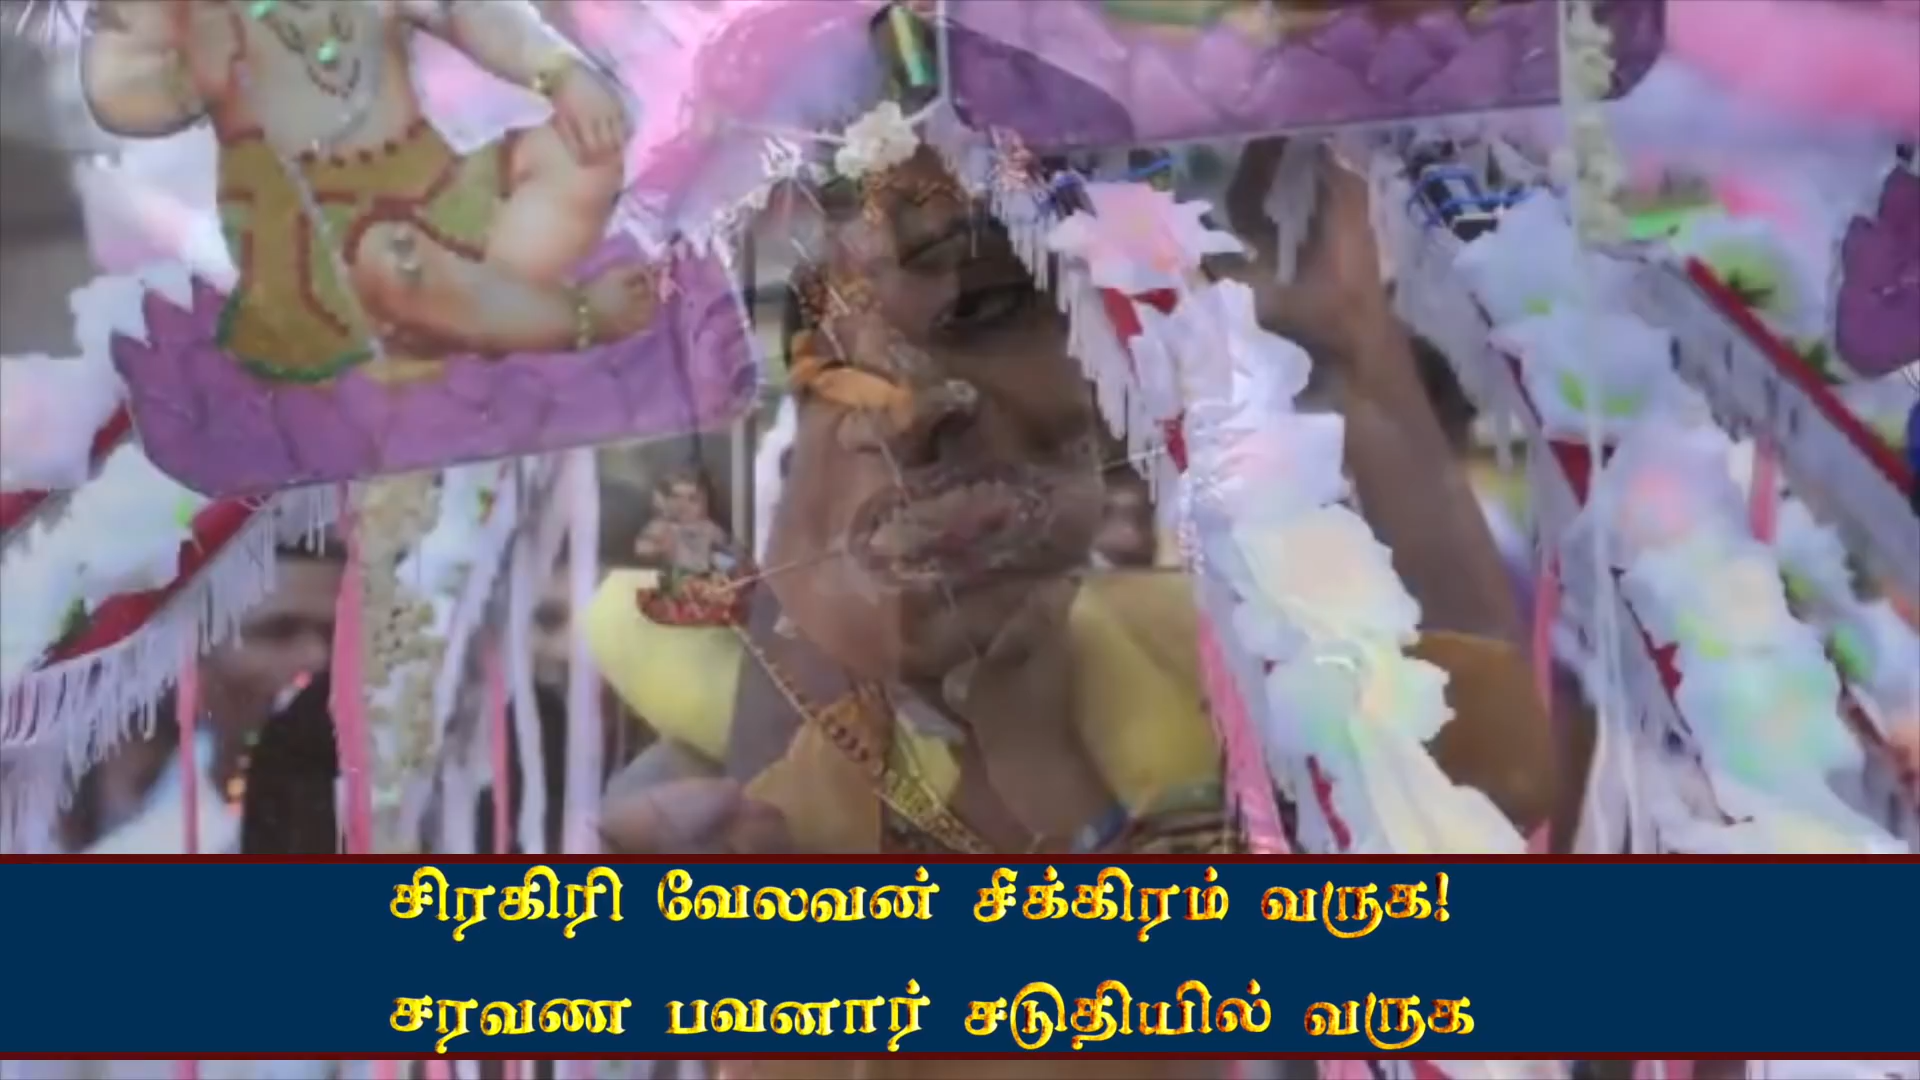 சிரகிரி வேலவன் சீக்கிரம் வருக!
சரவண பவனார் சடுதியில் வருக